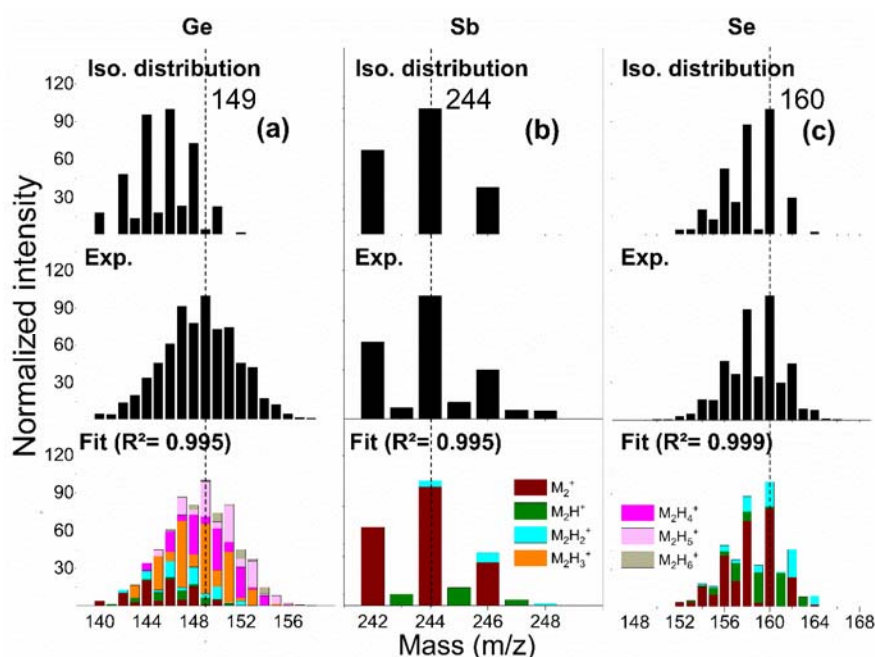 Ge Sb Se
Iso. distribution Iso. distribution Iso. distribution
149 244 160
(a) (b) (c)
120
90
60
30
Exp. Exp. Exp.
120
90
60
30
Normalized intensity
Fit (R²= 0.995) Fit (R²= 0.995) Fit (R²= 0.999)
120
90
60
30
M₂⁺
M₂H⁺
M₂H₂⁺
M₂H₃⁺
M₂H₄⁺
M₂H₅⁺
M₂H₆⁺
140 144 148 152 156 242 244 246 248 148 152 156 160 164 168
Mass (m/z)